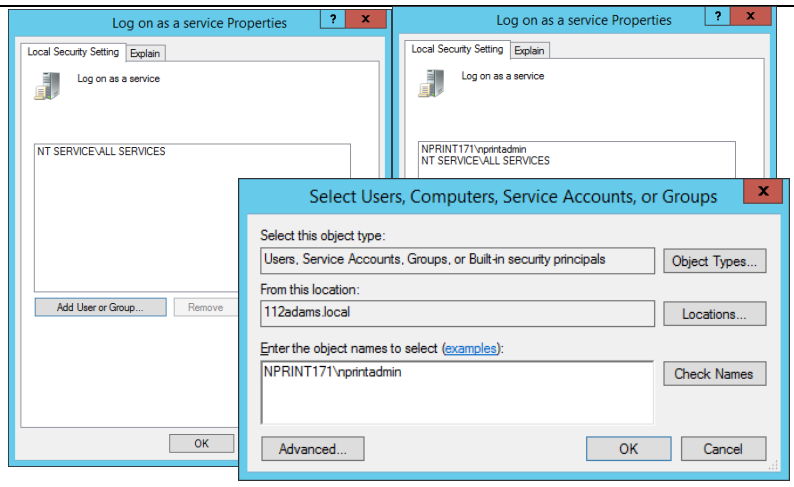 Log on as a service Properties
? x
Local Security Setting
Explain
Log on as a service
NT SERVICE\ALL SERVICES
Add User or Group...
Remove
OK
Log on as a service Properties
? x
Local Security Setting
Explain
Log on as a service
NPRINT171\nprintadmin
NT SERVICE\ALL SERVICES
Select Users, Computers, Service Accounts, or Groups
x
Select this object type:
Users, Service Accounts, Groups, or Built-in security principals
Object Types...
From this location:
112adams.local
Locations...
Enter the object names to select (examples):
NPRINT171\nprintadmin
Check Names
Advanced...
OK
Cancel